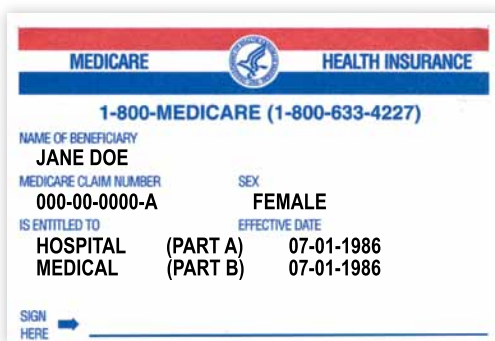 MEDICARE HEALTH INSURANCE
1-800-MEDICARE (1-800-633-4227)
NAME OF BENEFICIARY
JANE DOE
MEDICARE CLAIM NUMBER SEX
000-00-0000-A FEMALE
IS ENTITLED TO EFFECTIVE DATE
HOSPITAL (PART A) 07-01-1986
MEDICAL (PART B) 07-01-1986
SIGN
HERE